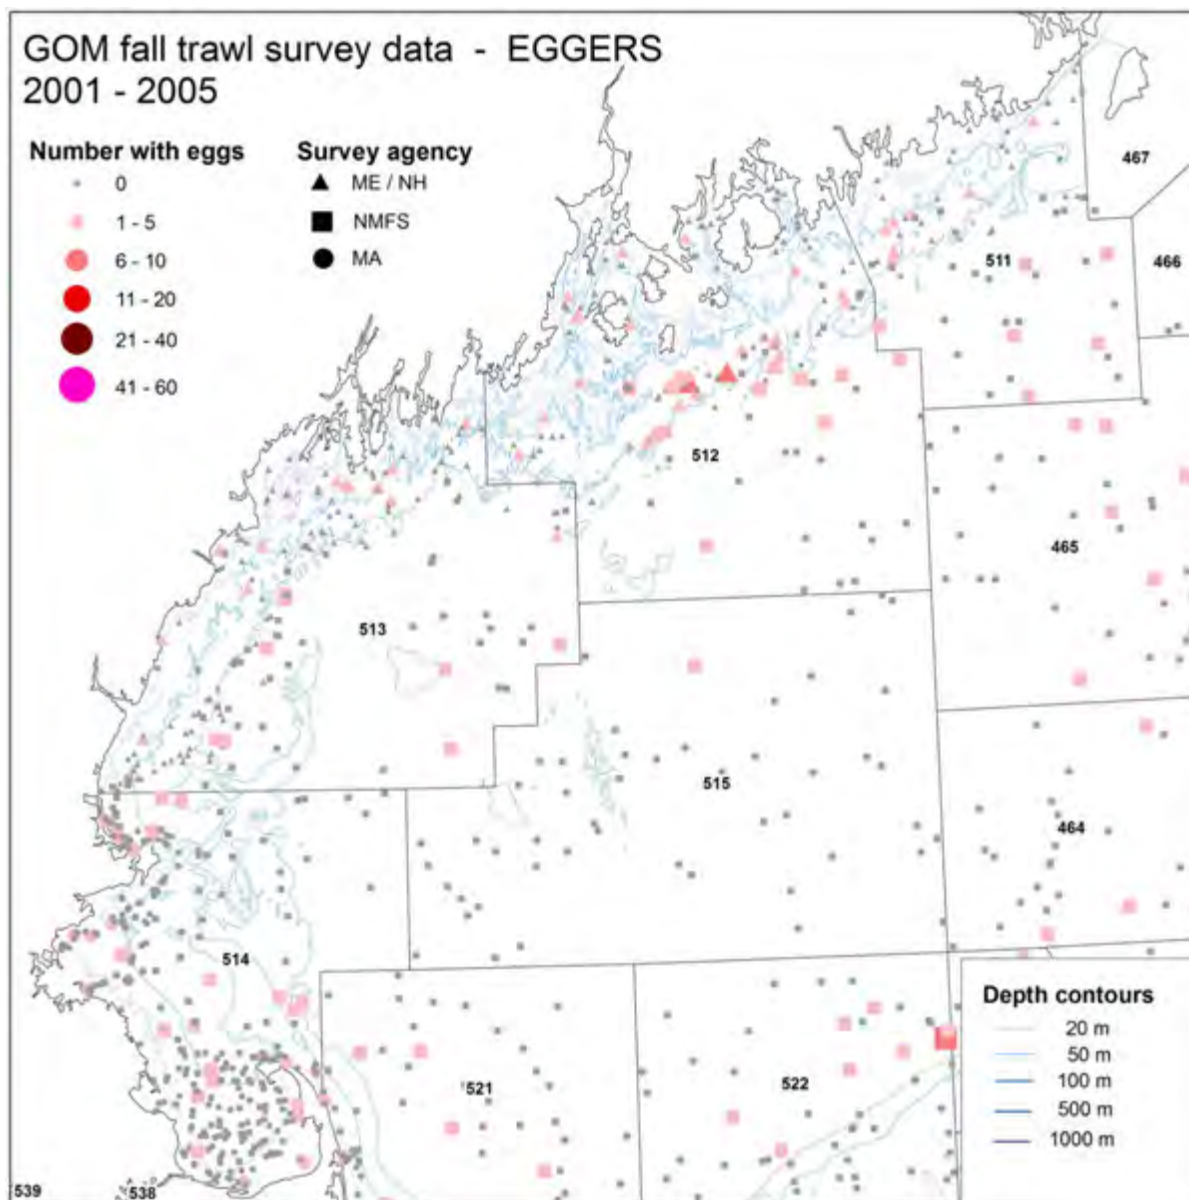 GOM fall trawl survey data - EGGERS
2001 - 2005
Number with eggs
0
1 - 5
6 - 10
11 - 20
21 - 40
41 - 60
Survey agency
ME / NH
NMFS
MA
467
466
511
512
465
513
515
464
514
521
522
539
538
Depth contours
20 m
50 m
100 m
500 m
1000 m